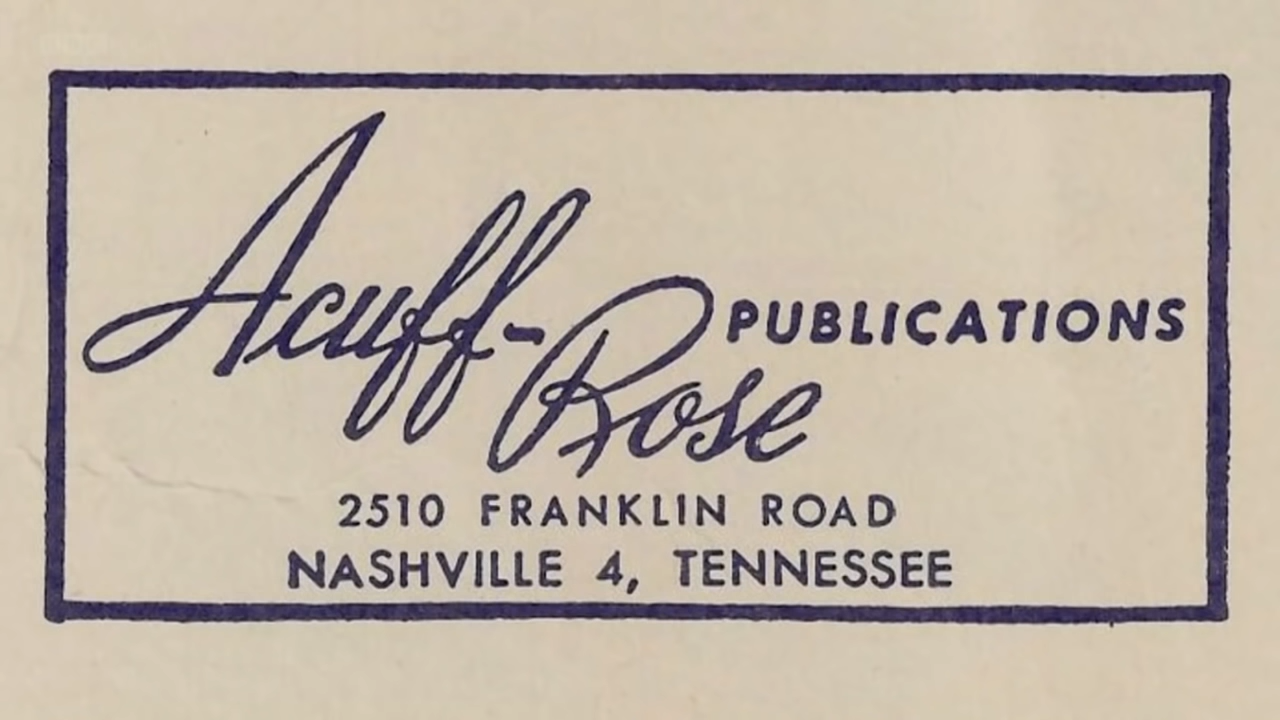 Acuff-Rose PUBLICATIONS
2510 FRANKLIN ROAD
NASHVILLE 4, TENNESSEE